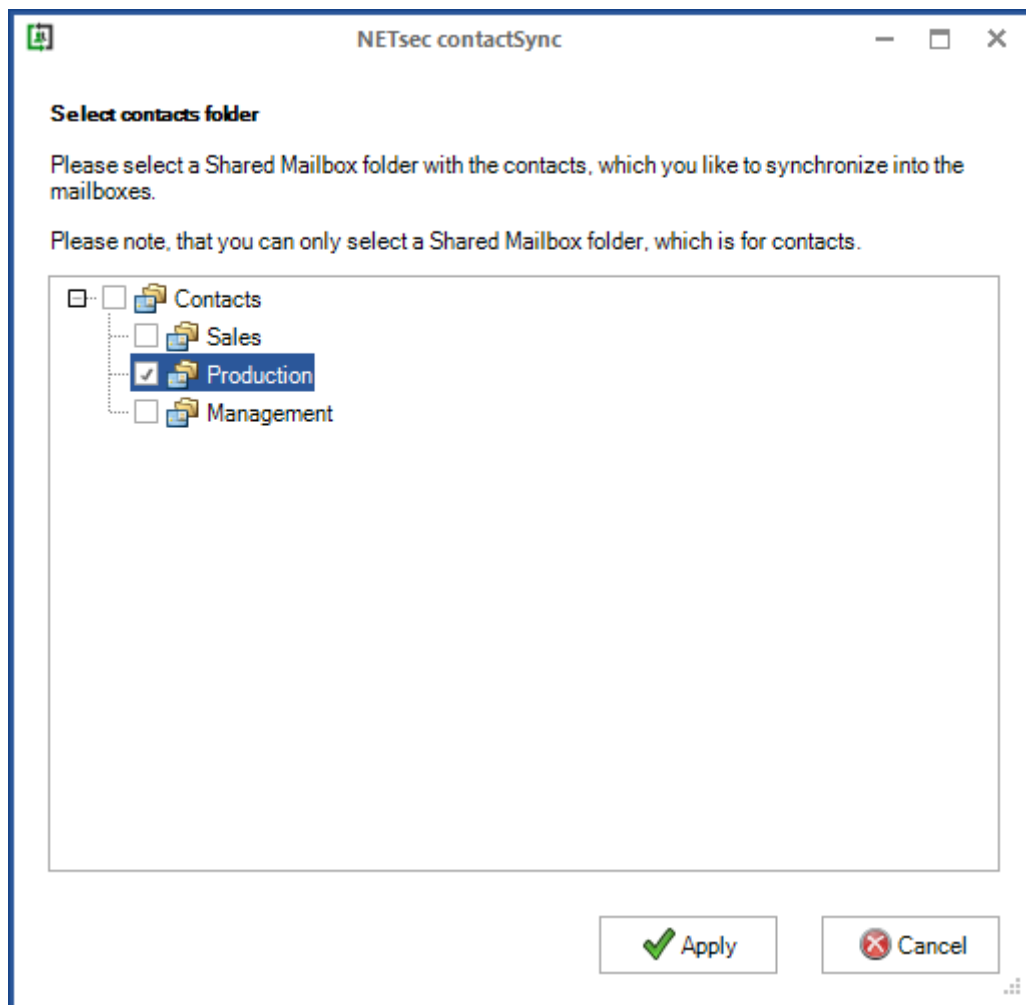 NETsec contactSync
Select contacts folder
Please select a Shared Mailbox folder with the contacts, which you like to synchronize into the
mailboxes.
Please note, that you can only select a Shared Mailbox folder, which is for contacts.
Contacts
Sales
Production
Management
Apply
Cancel